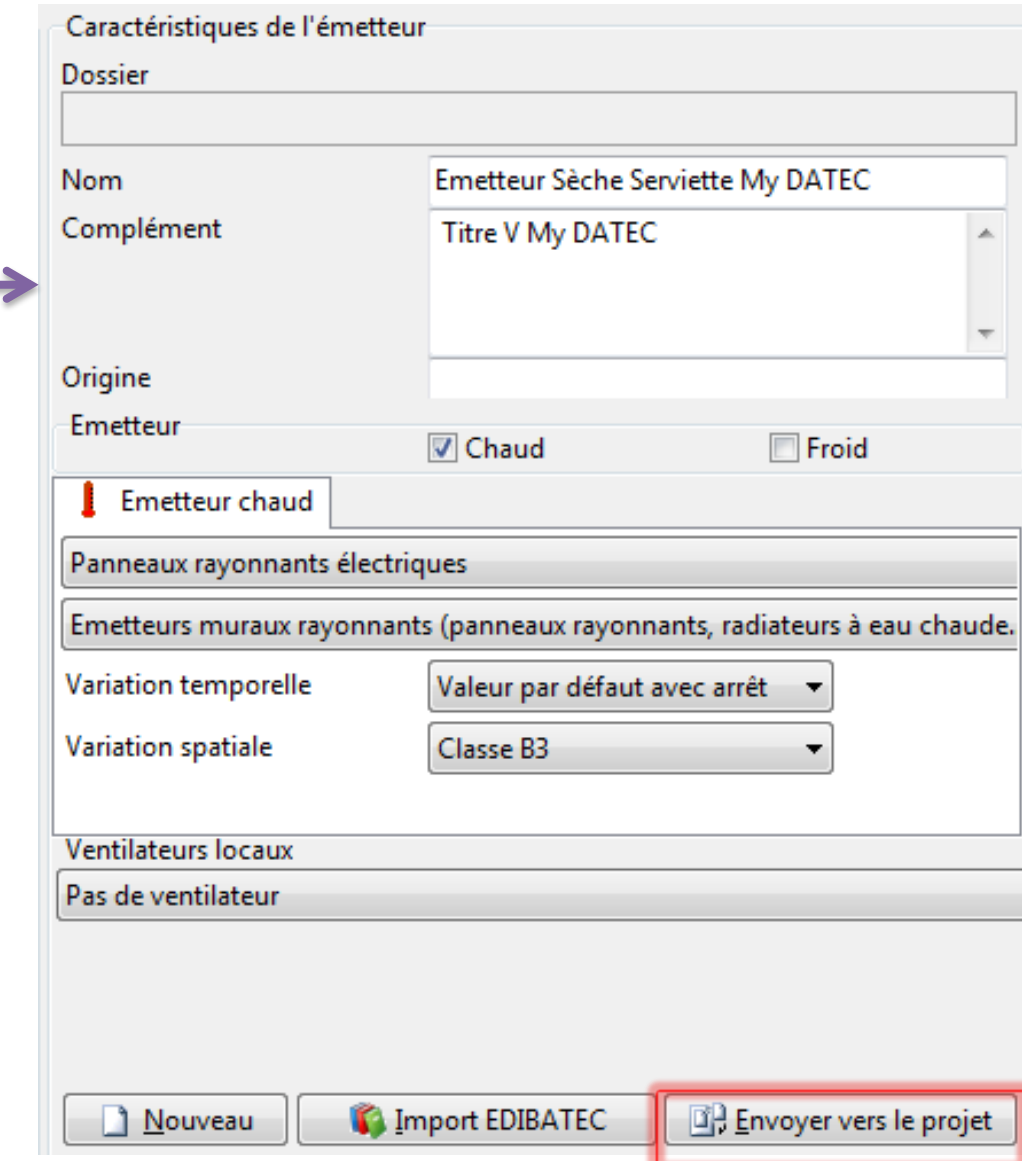 Caractéristiques de l'émetteur
Dossier
Nom Emetteur Sèche Serviette My DATEC
Complément Titre V My DATEC
Origine
Emetteur Chaud Froid
Emetteur chaud
Panneaux rayonnants électriques
Emetteurs muraux rayonnants (panneaux rayonnants, radiateurs à eau chaude.
Variation temporelle Valeur par défaut avec arrêt
Variation spatiale Classe B3
Ventilateurs locaux
Pas de ventilateur
Nouveau Import EDIBATEC Envoyer vers le projet